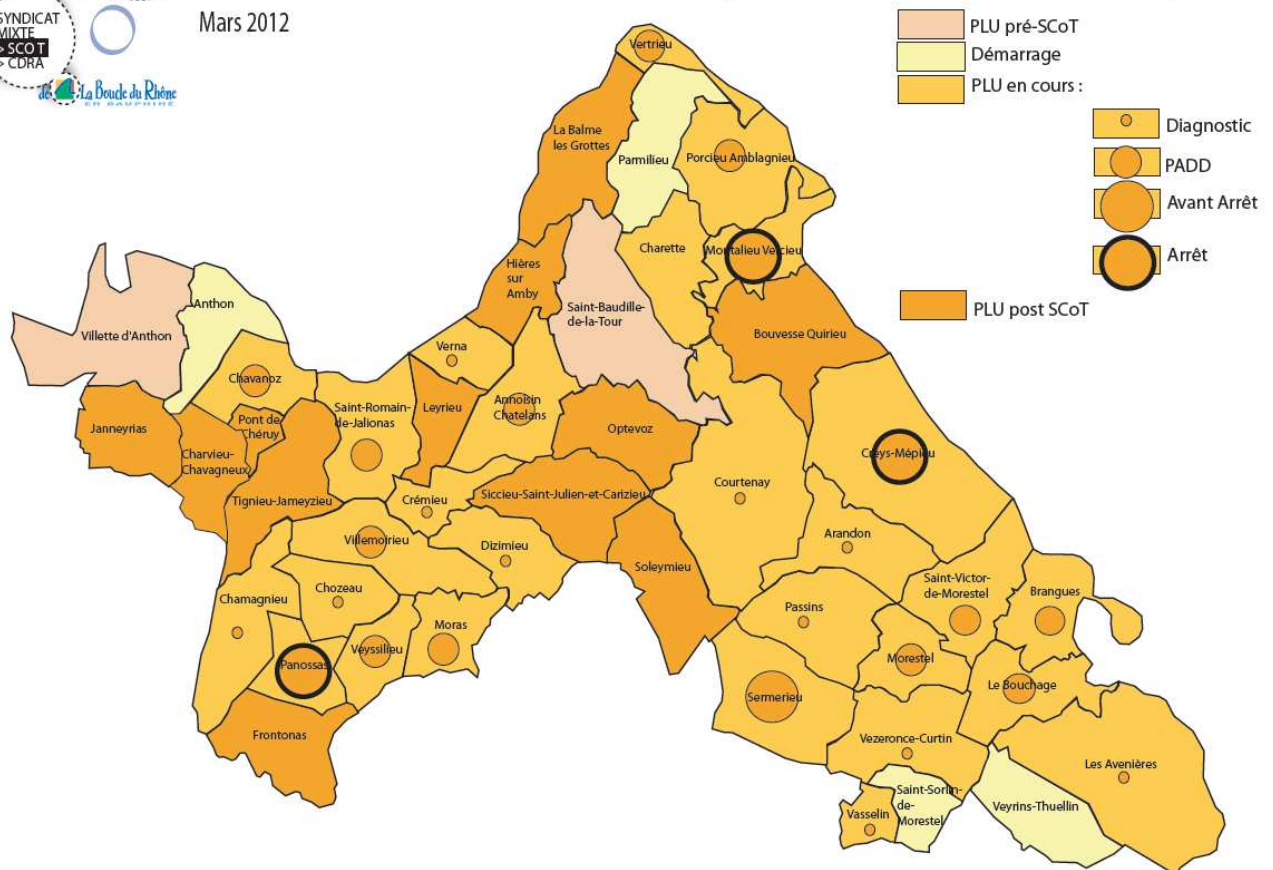 SYNDICAT
MIXTE
> SCOT
> CDRA
de La Boucle du Rhône
EN DAUPHINÉ
Mars 2012
PLU pré-SCoT
Démarrage
PLU en cours :
Diagnostic
PADD
Avant Arrêt
Arrêt
PLU post SCoT
Vertrieu
La Balme
les Grottes
Parmilieu
Porcieu Amblagnieu
Charette
Montalieu Vercieu
Hières
sur
Amby
Saint-Baudille-
de-la-Tour
Bouvesse Quirieu
Anthon
Villette d'Anthon
Verna
Chavanoz
Saint-Romain-
de-Jalionas
Leyrieu
Annoisin
Chatelans
Optevoz
Janneyrias
Pont de
Chéruy
Charvieu-
Chavagneux
Creys-Mépieu
Courtenay
Tignieu-Jameyzieu
Crémieu
Siccieu-Saint-Julien-et-Carizieu
Villemoirieu
Dizimieu
Arandon
Soleymieu
Saint-Victor-
de-Morestel
Brangues
Chozeau
Chamagnieu
Passins
Moras
Veyssilieu
Panossas
Morestel
Le Bouchage
Sermerieu
Frontonas
Vezeronce-Curtin
Les Avenières
Saint-Sorlin-
de-
Morestel
Veyrins-Thuellin
Vasselin